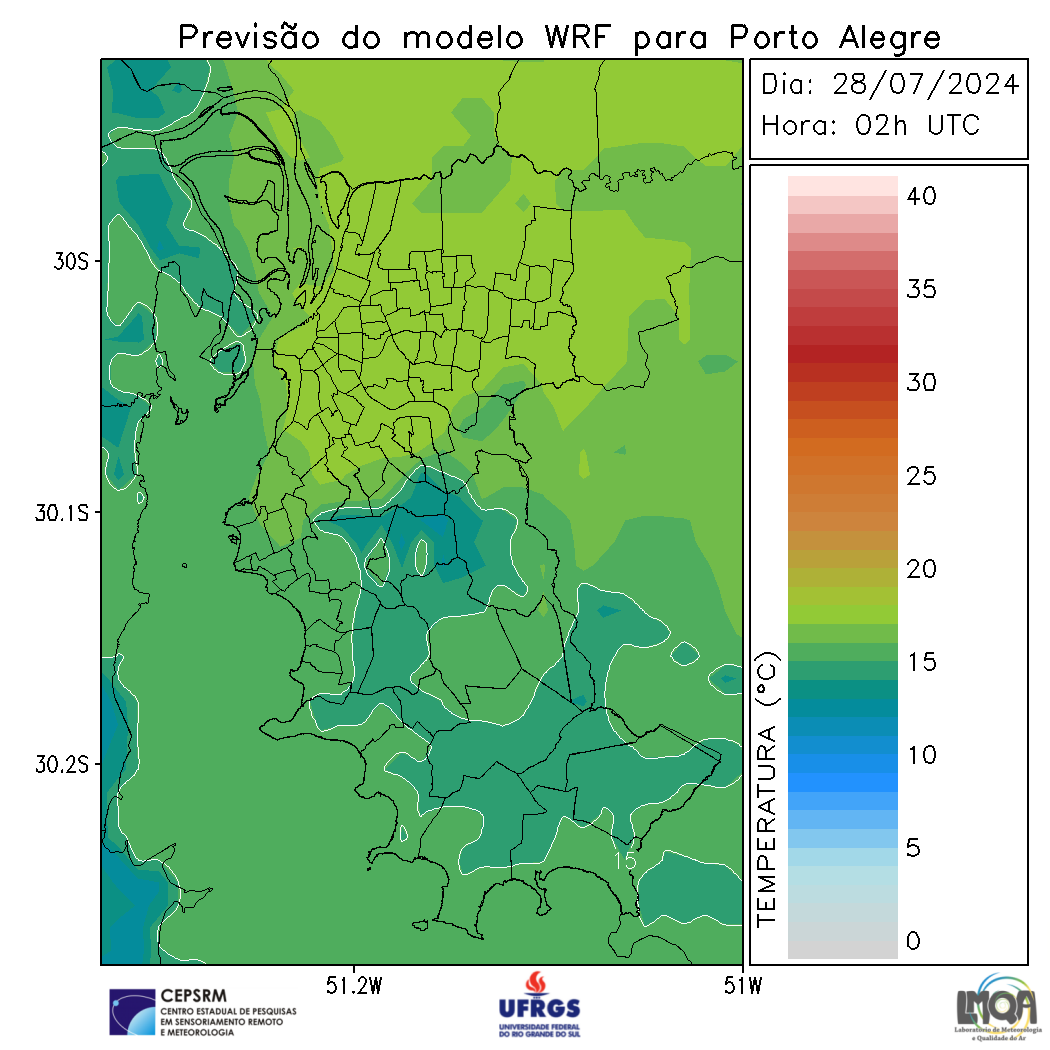 Previsão do modelo WRF para Porto Alegre
Dia: 28/07/2024
Hora: 02h UTC
30S
30.1S
30.2S
51.2W
51W
15
40
35
30
25
20
15
10
5
0
TEMPERATURA (°C)
CEPSRM
CENTRO ESTADUAL DE PESQUISAS
EM SENSORIAMENTO REMOTO
E METEOROLOGIA
UFRGS
UNIVERSIDADE FEDERAL
DO RIO GRANDE DO SUL
LMQA
Laboratório de Meteorologia
e Qualidade do Ar